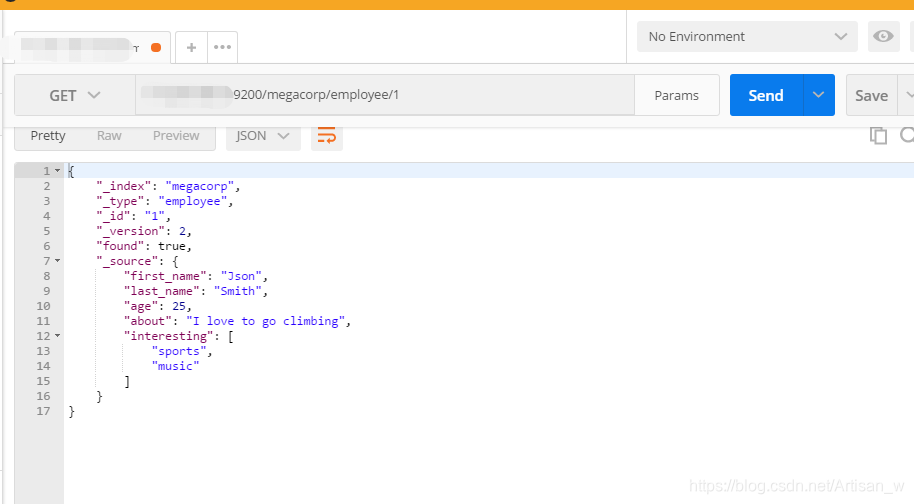 No Environment
GET 9200/megacorp/employee/1 Params Send Save
Pretty Raw Preview JSON
1 {
2 "_index": "megacorp",
3 "_type": "employee",
4 "_id": "1",
5 "_version": 2,
6 "found": true,
7 "_source": {
8 "first_name": "Json",
9 "last_name": "Smith",
10 "age": 25,
11 "about": "I love to go climbing",
12 "interesting": [
13 "sports",
14 "music"
15 ]
16 }
17 }
https://blog.csdn.net/Artisan_w